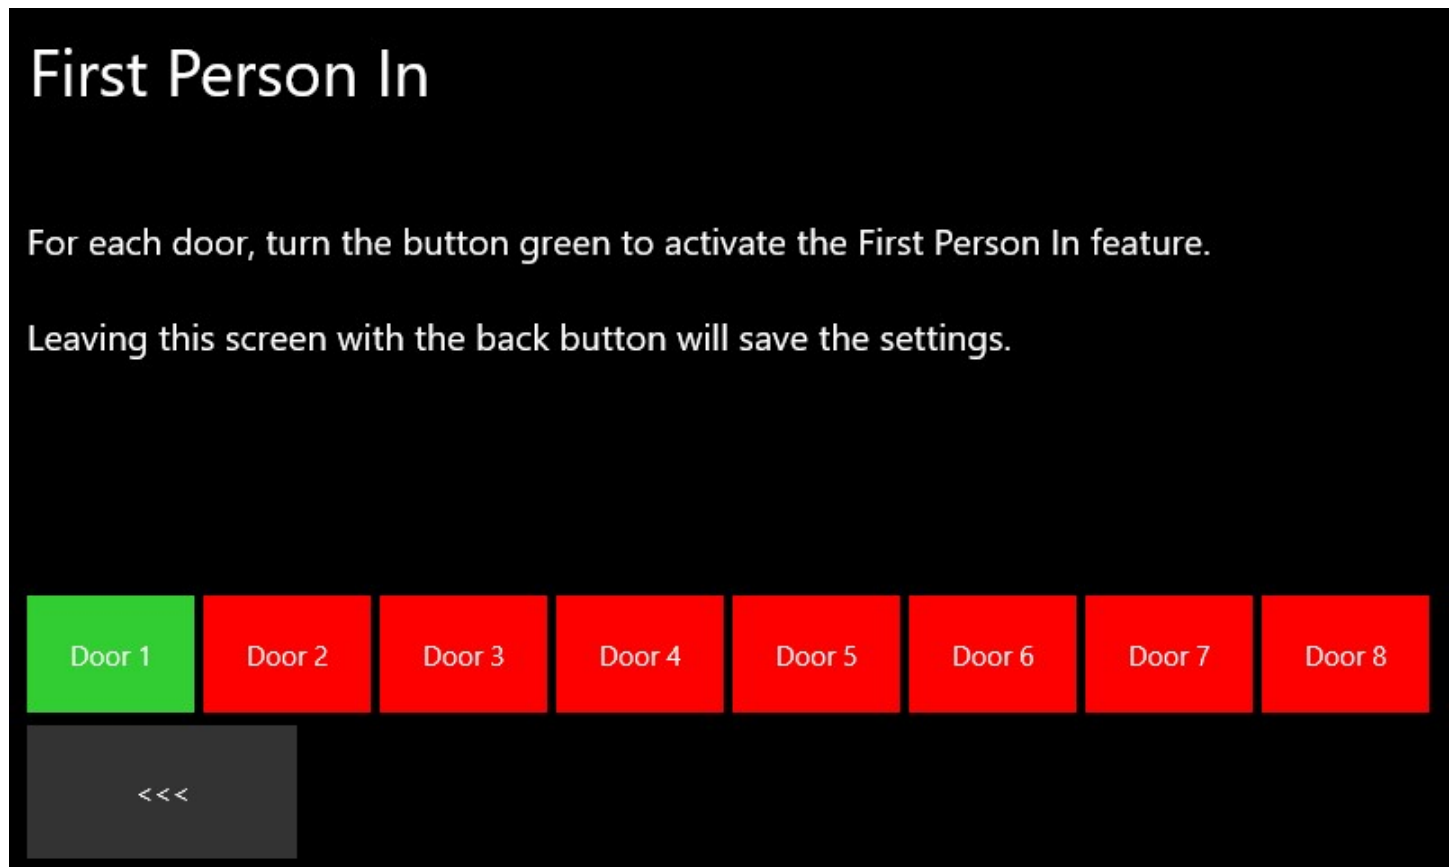 First Person In
For each door, turn the button green to activate the First Person In feature.
Leaving this screen with the back button will save the settings.
Door 1 Door 2 Door 3 Door 4 Door 5 Door 6 Door 7 Door 8
<<<